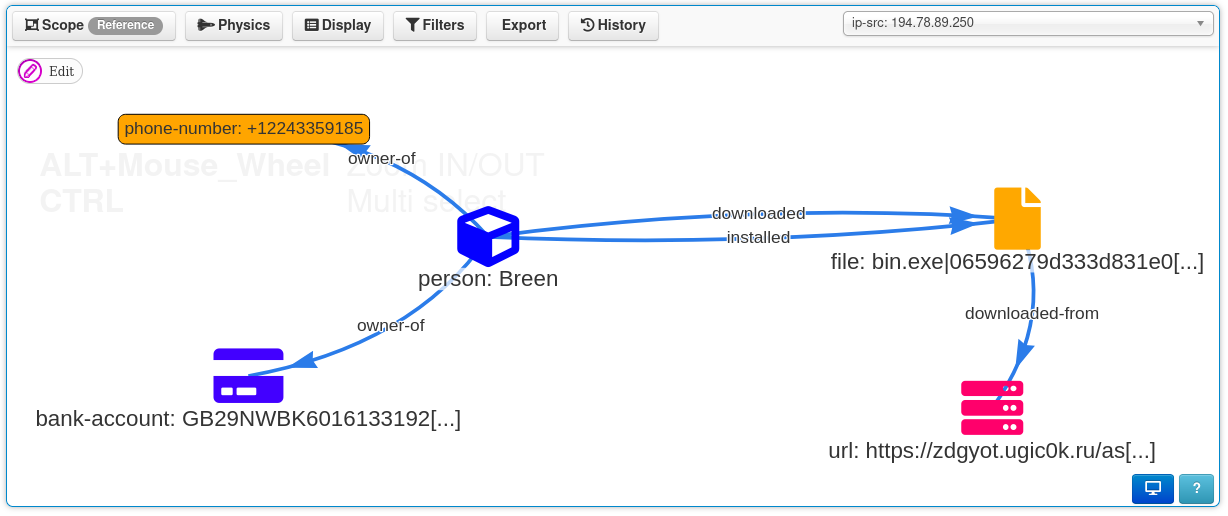 Scope Reference Physics Display Filters Export History ip-src: 194.78.89.250
Edit
phone-number: +12243359185
owner-of
ALT+Mouse_Wheel Zoom IN/OUT
CTRL Multi select
downloaded
installed
person: Breen
file: bin.exe|06596279d333d831e0[...]
downloaded-from
owner-of
bank-account: GB29NWBK6016133192[...]
url: https://zdgyot.ugic0k.ru/as[...]
?